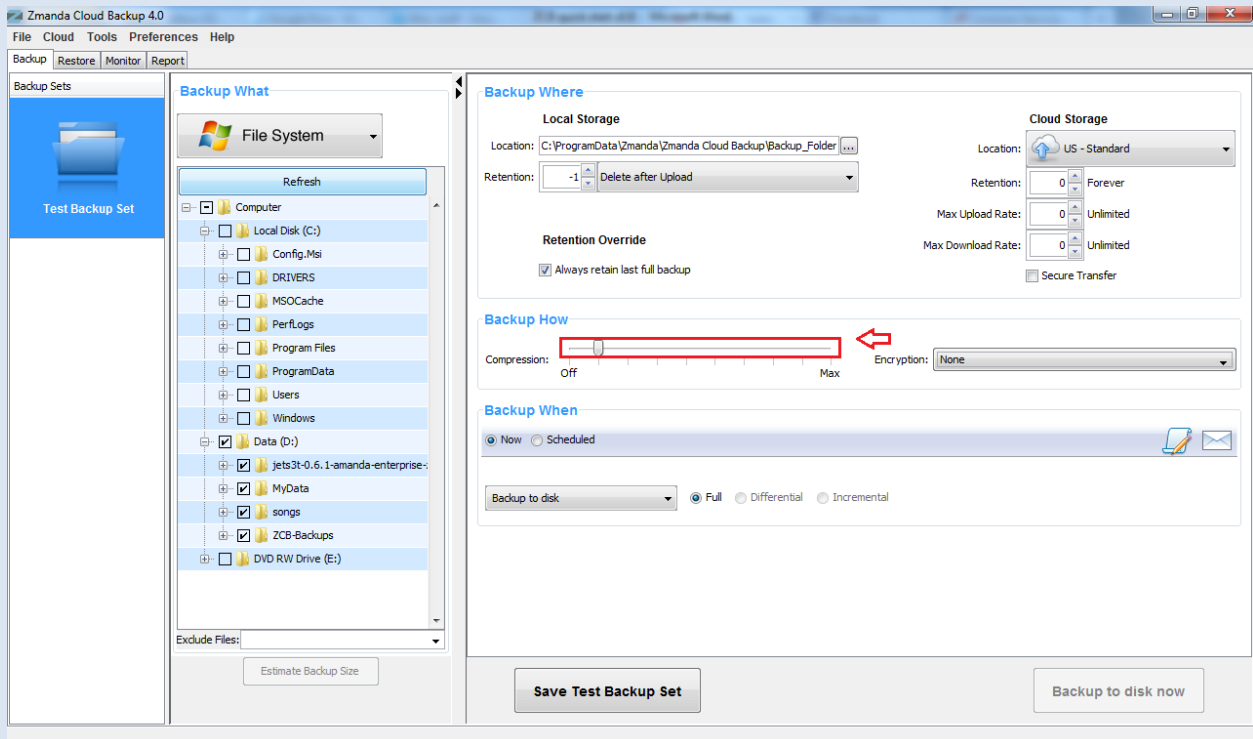 Zmanda Cloud Backup 4.0
File Cloud Tools Preferences Help
Backup Restore Monitor Report
Backup Sets
Test Backup Set
Backup What
File System
Refresh
Computer
Local Disk (C:)
Config.Msi
DRIVERS
MSOCache
PerfLogs
Program Files
ProgramData
Users
Windows
Data (D:)
jets3t-0.6.1-amanda-enterprise-
MyData
songs
ZCB-Backups
DVD RW Drive (E:)
Exclude Files:
Estimate Backup Size
Backup Where
Local Storage
Location: C:\ProgramData\Zmanda\Zmanda Cloud Backup\Backup_Folder ...
Retention: -1 Delete after Upload
Retention Override
Always retain last full backup
Cloud Storage
Location: US - Standard
Retention: 0 Forever
Max Upload Rate: 0 Unlimited
Max Download Rate: 0 Unlimited
Secure Transfer
Backup How
Compression:
Off Max
Encryption: None
Backup When
Now Scheduled
Backup to disk Full Differential Incremental
Save Test Backup Set
Backup to disk now